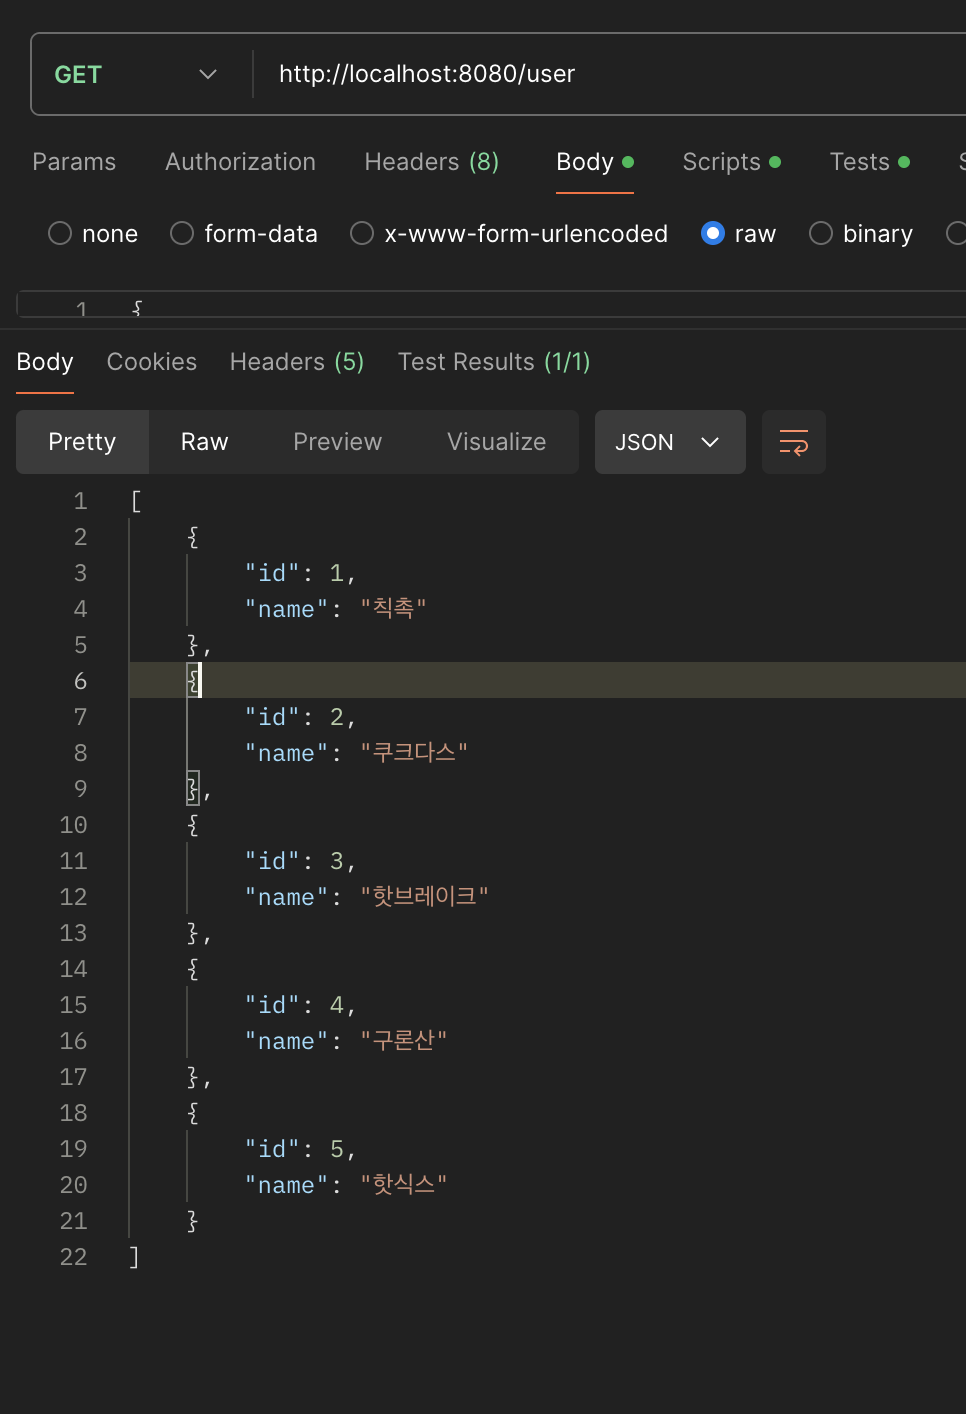 GET http://localhost:8080/user
Params Authorization Headers (8) Body Scripts Tests S
none form-data x-www-form-urlencoded raw binary
1 {
Body Cookies Headers (5) Test Results (1/1)
Pretty Raw Preview Visualize JSON
1 [
2 {
3 "id": 1,
4 "name": "칙촉"
5 },
6 {
7 "id": 2,
8 "name": "쿠크다스"
9 },
10 {
11 "id": 3,
12 "name": "핫브레이크"
13 },
14 {
15 "id": 4,
16 "name": "구론산"
17 },
18 {
19 "id": 5,
20 "name": "핫식스"
21 }
22 ]